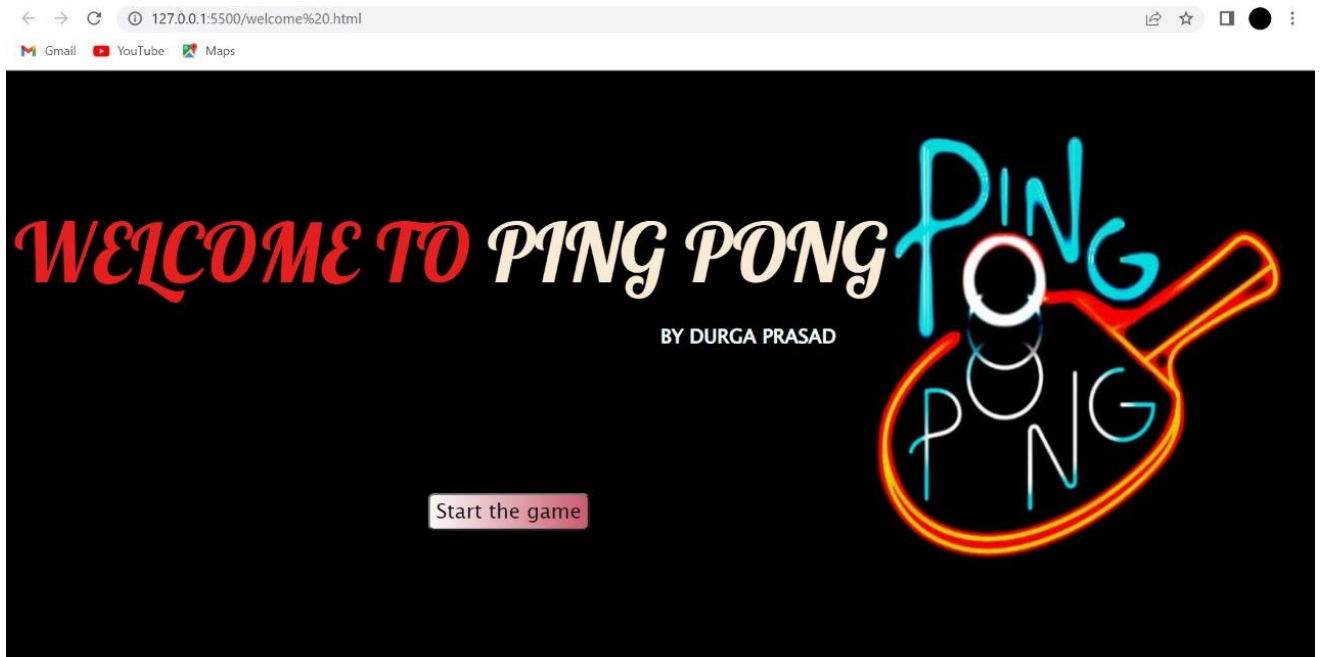 127.0.0.1:5500/welcome%20.html
Gmail YouTube Maps
WELCOME TO PING PONG
BY DURGA PRASAD
Start the game
PING
PONG